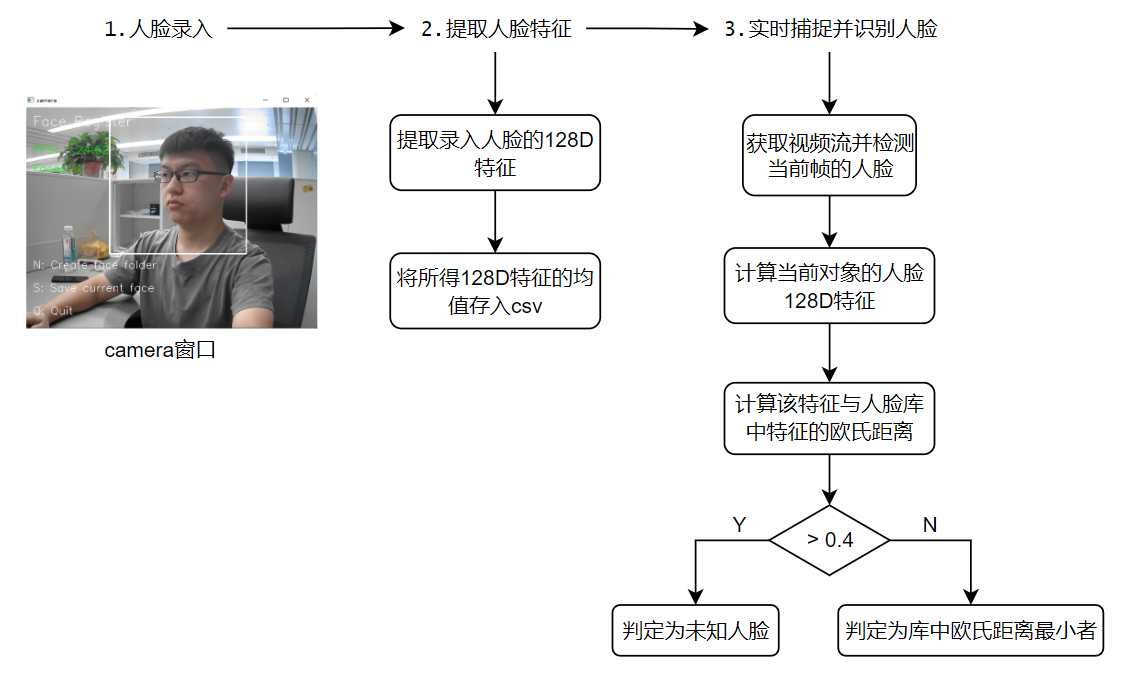 1.人脸录入
2.提取人脸特征
3.实时捕捉并识别人脸
camera
Face Register
N: Create face folder
S: Save current face
Q: Quit
camera窗口
提取录入人脸的128D
特征
将所得128D特征的均
值存入csv
获取视频流并检测
当前帧的人脸
计算当前对象的人脸
128D特征
计算该特征与人脸库
中特征的欧氏距离
> 0.4
Y
N
判定为未知人脸
判定为库中欧氏距离最小者